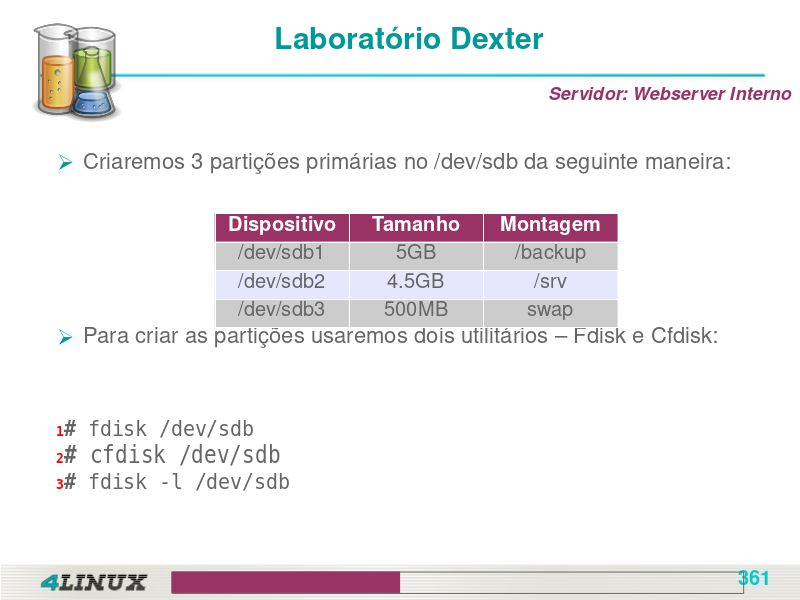 Laboratório Dexter
Servidor: Webserver Interno
Criaremos 3 partições primárias no /dev/sdb da seguinte maneira:
Dispositivo Tamanho Montagem
/dev/sdb1 5GB /backup
/dev/sdb2 4.5GB /srv
/dev/sdb3 500MB swap
Para criar as partições usaremos dois utilitários – Fdisk e Cfdisk:
1# fdisk /dev/sdb
2# cfdisk /dev/sdb
3# fdisk -l /dev/sdb
4LINUX
361